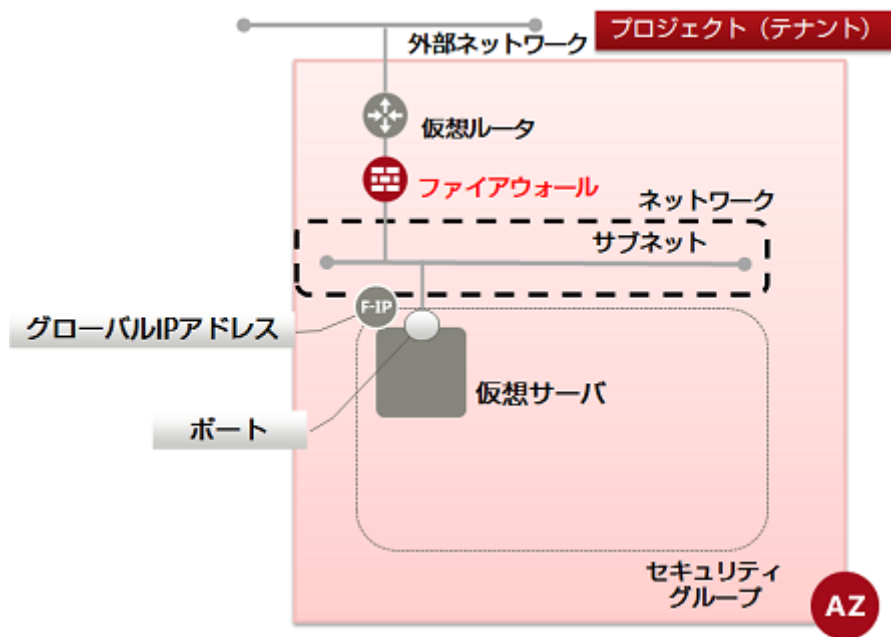 プロジェクト（テナント）
外部ネットワーク
仮想ルータ
ファイアウォール
ネットワーク
サブネット
F-IP
グローバルIPアドレス
仮想サーバ
ポート
セキュリティ
グループ
AZ